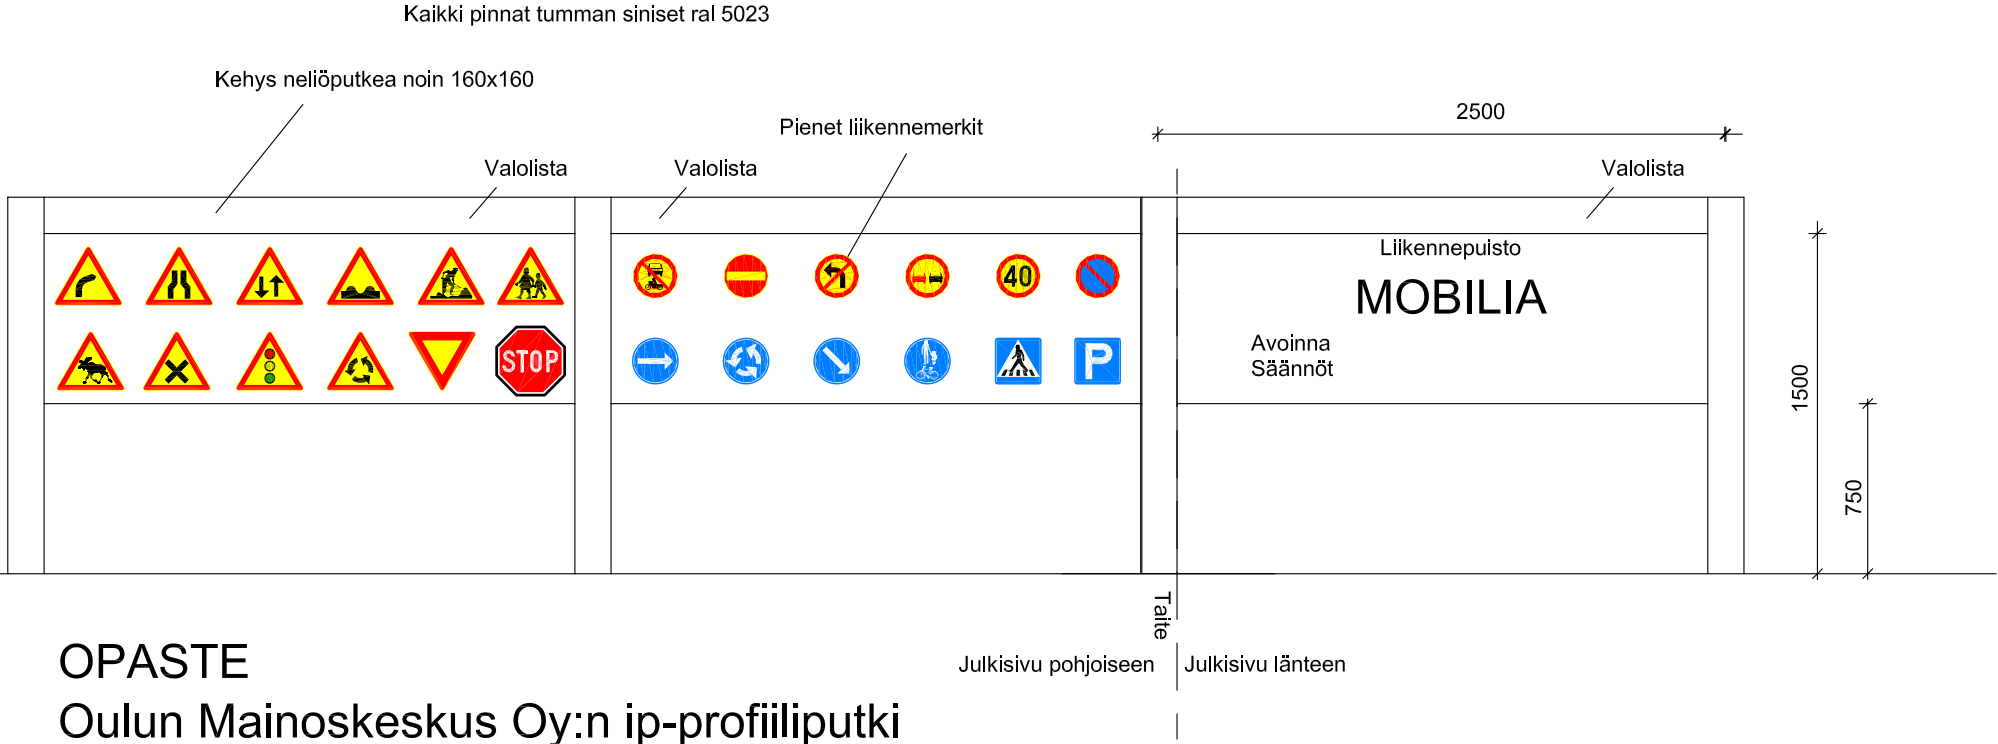 Kaikki pinnat tumman siniset ral 5023
Kehys neliöputkea noin 160x160
2500
Pienet liikennemerkit
Valolista
Valolista
Valolista
Liikennepuisto
MOBILIA
40
STOP
P
Avoinna
Säännöt
1500
750
Taite
Julkisivu pohjoiseen
Julkisivu länteen
OPASTE
Oulun Mainoskeskus Oy:n ip-profiiliputki